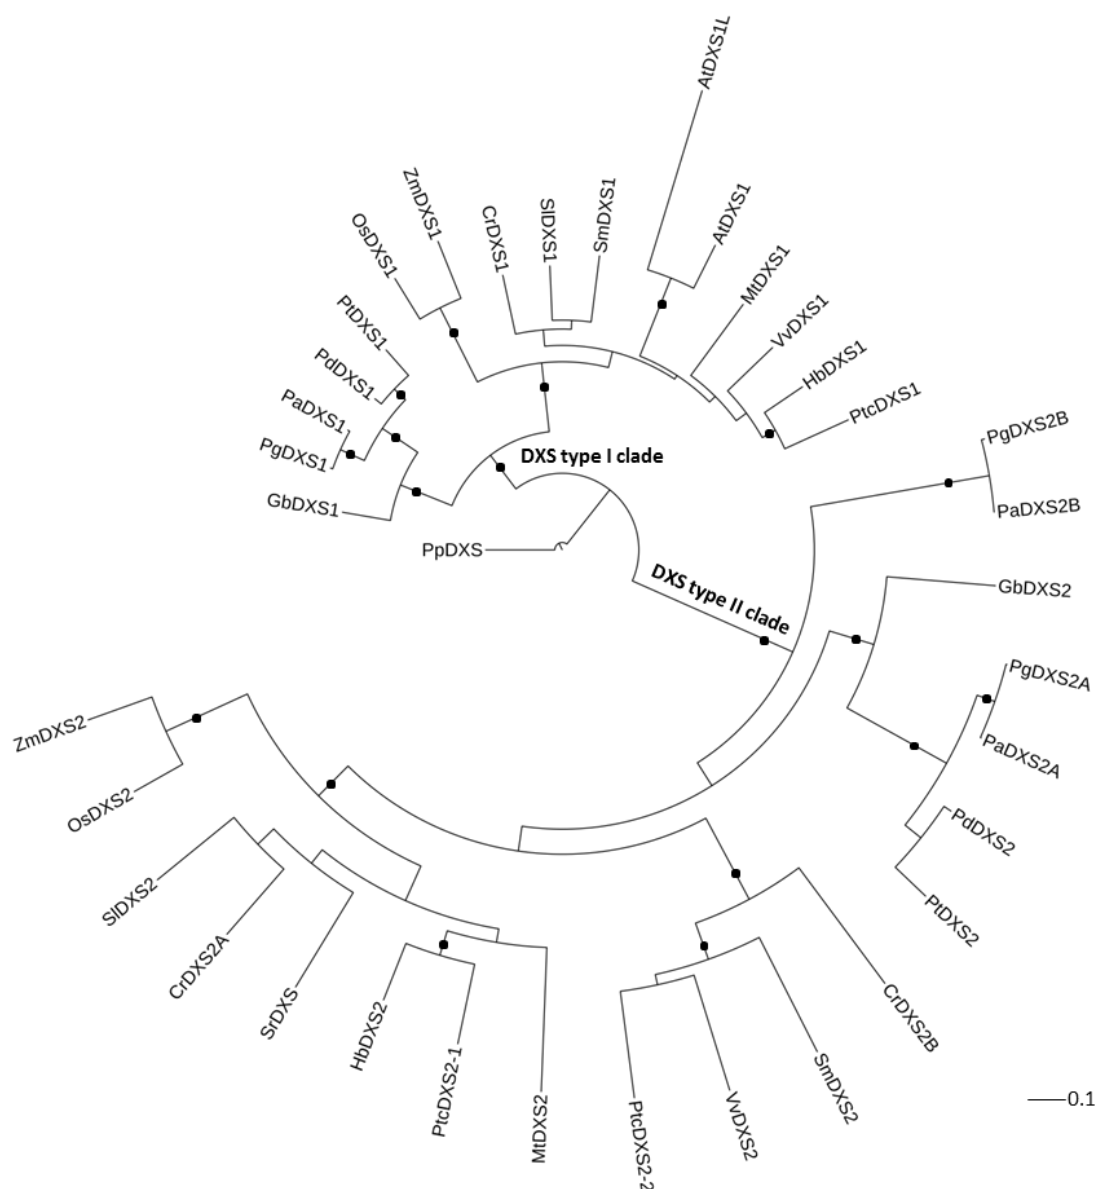 AtDXS1L
ZmDXS1
OsDXS1
CrDXS1
SlDXS1
SmDXS1
AtDXS1
MtDXS1
VvDXS1
HbDXS1
PtcDXS1
PtDXS1
PdDXS1
PaDXS1
PgDXS1
GbDXS1
PpDXS
DXS type I clade
DXS type II clade
PgDXS2B
PaDXS2B
GbDXS2
PgDXS2A
PaDXS2A
PdDXS2
PtDXS2
CrDXS2B
SmDXS2
VvDXS2
PtcDXS2-2
MtDXS2
PtcDXS2-1
HbDXS2
SrDXS
CrDXS2A
SlDXS2
OsDXS2
ZmDXS2
0.1